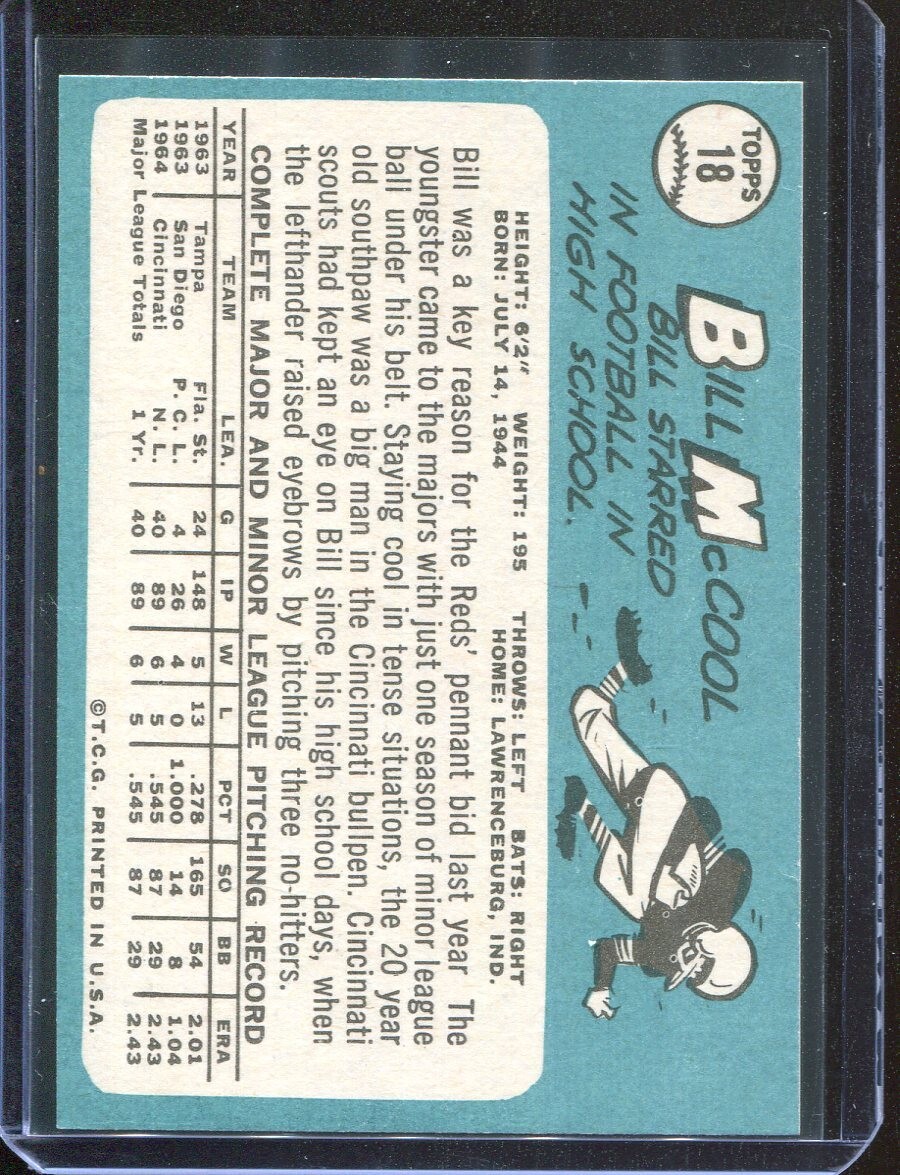 TOPPS
18
BILL McCOOL
BILL STARRED
IN FOOTBALL IN
HIGH SCHOOL.
HEIGHT: 6'2" WEIGHT: 195 THROWS: LEFT BATS: RIGHT
BORN: JULY 14, 1944 HOME: LAWRENCEBURG, IND.
Bill was a key reason for the Reds' pennant bid last year The
youngster came to the majors with just one season of minor league
ball under his belt. Staying cool in tense situations, the 20 year
old southpaw was a big man in the Cincinnati bullpen. Cincinnati
scouts had kept an eye on Bill since his high school days, when
the lefthander raised eyebrows by pitching three no-hitters.
COMPLETE MAJOR AND MINOR LEAGUE PITCHING RECORD
YEAR TEAM LEA. G IP W L PCT SO BB ERA
1963 Tampa Fla. St. 24 148 5 13 .278 165 54 2.01
1963 San Diego P. C. L. 4 26 4 0 1.000 14 8 1.04
1964 Cincinnati N. L. 40 89 6 5 .545 87 29 2.43
Major League Totals 1 Yr. 40 89 6 5 .545 87 29 2.43
©T.C.G. PRINTED IN U.S.A.